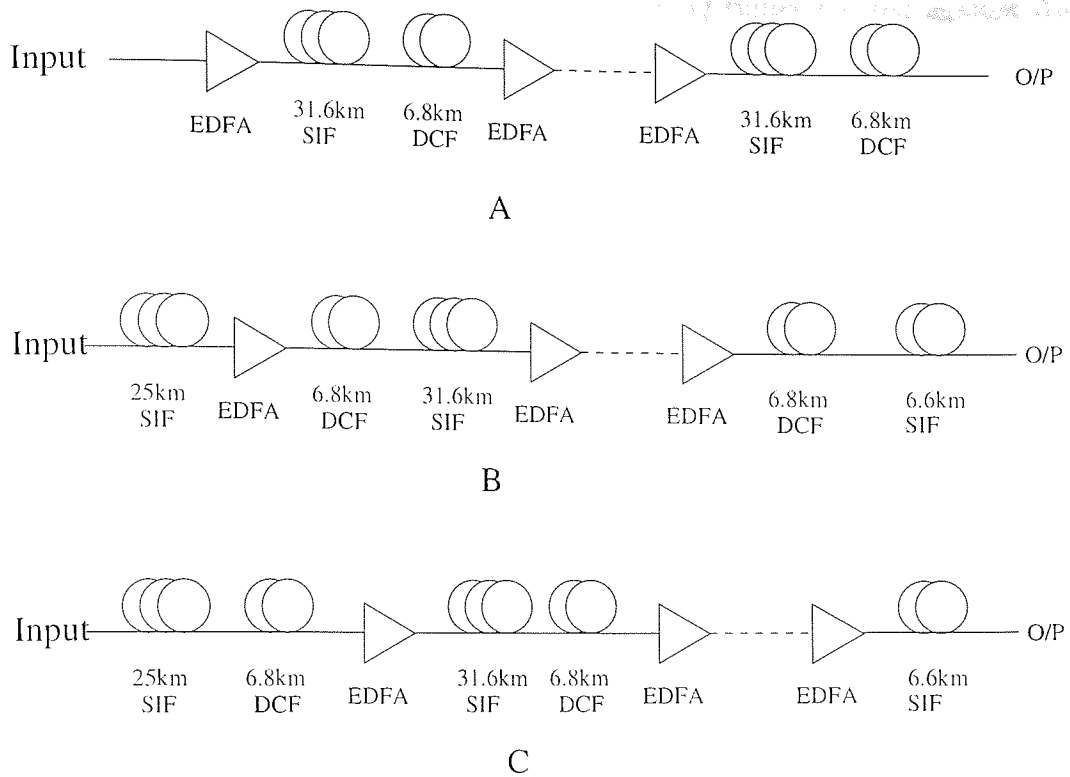 Input
EDFA
31.6km
SIF
6.8km
DCF
EDFA
EDFA
31.6km
SIF
6.8km
DCF
O/P
A
Input
25km
SIF
EDFA
6.8km
DCF
31.6km
SIF
EDFA
EDFA
6.8km
DCF
6.6km
SIF
O/P
B
Input
25km
SIF
6.8km
DCF
EDFA
31.6km
SIF
6.8km
DCF
EDFA
EDFA
6.6km
SIF
O/P
C